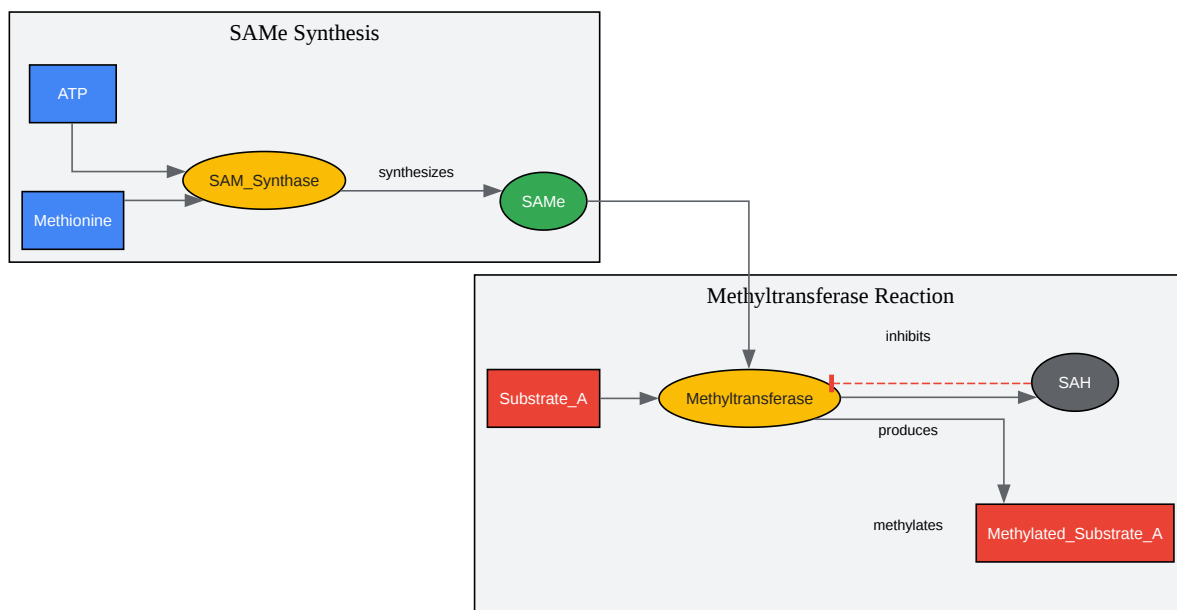 SAMe Synthesis
ATP
SAM_Synthase
synthesizes
SAMe
Methionine
Methyltransferase Reaction
inhibits
SAH
Substrate_A
Methyltransferase
produces
methylates
Methylated_Substrate_A